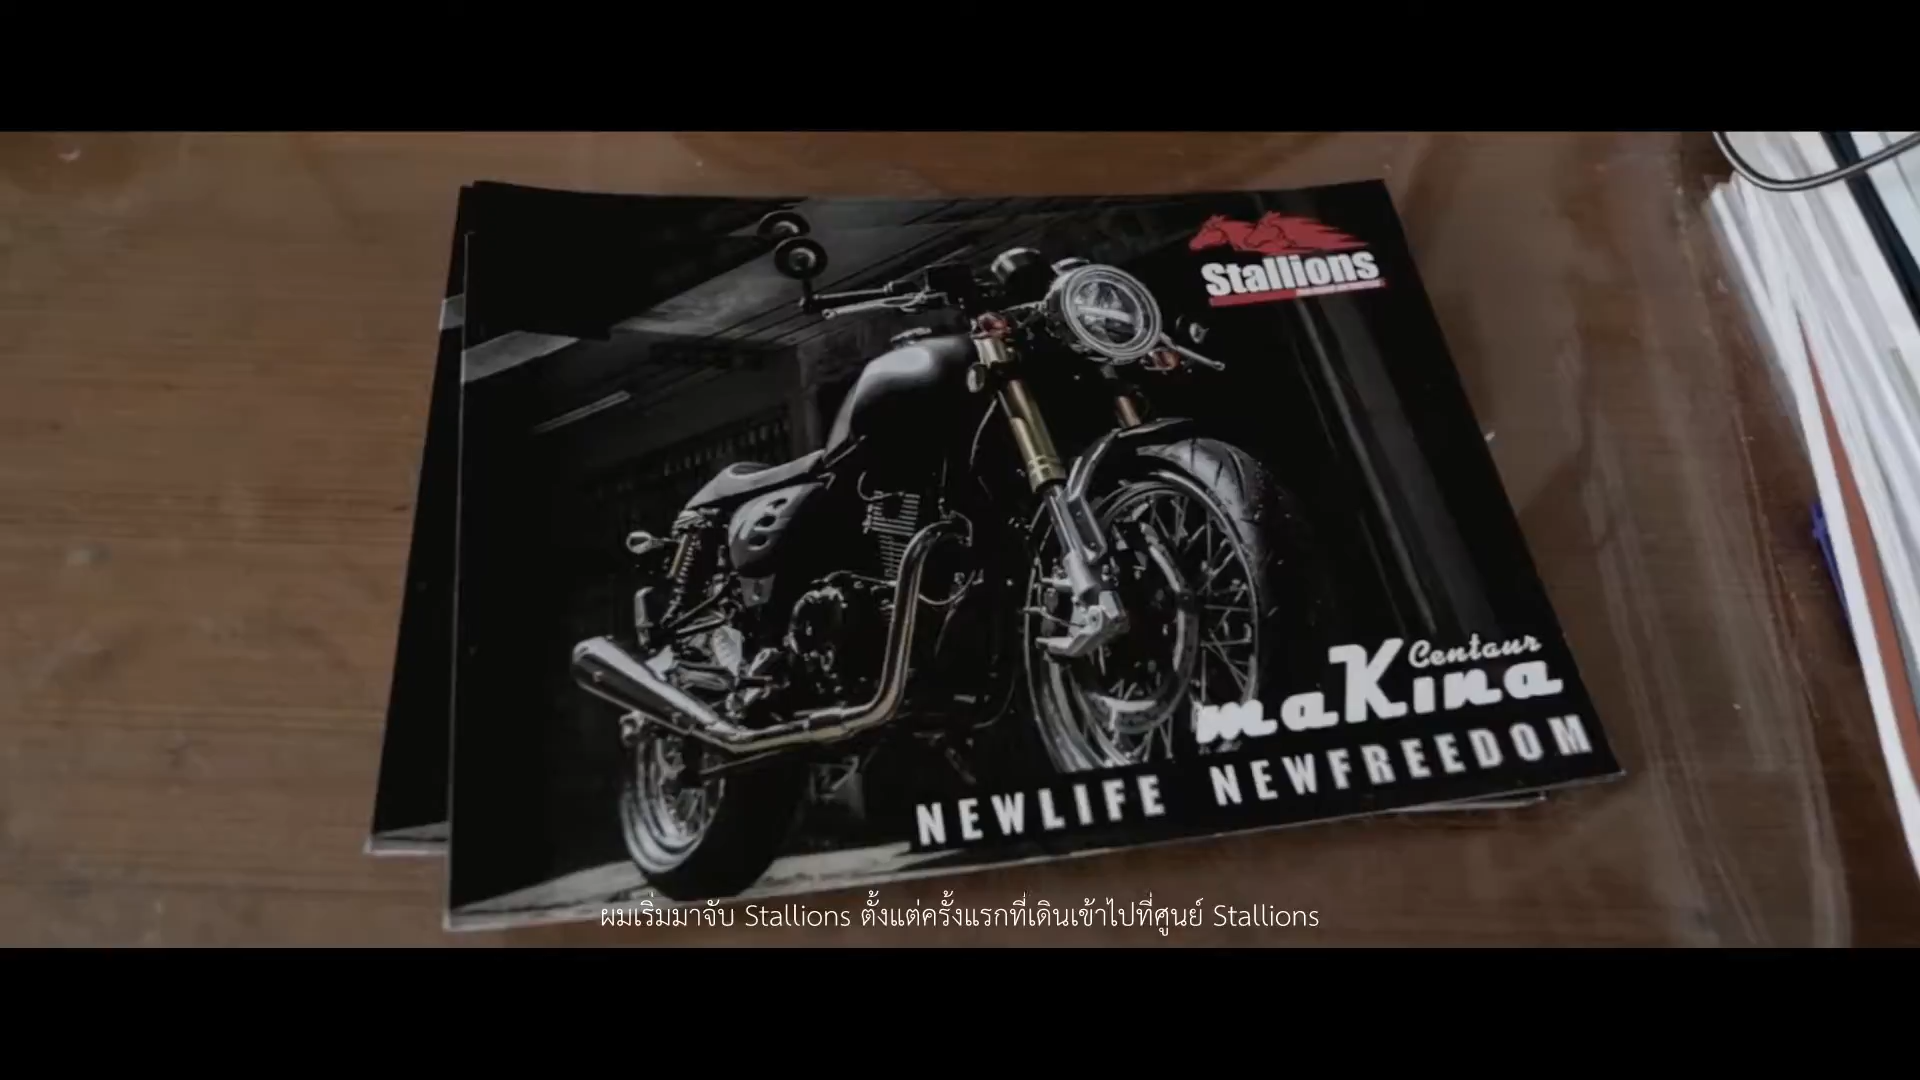 Stallions
Centaur
maKina
NEWLIFE NEWFREEDOM
ผมเริ่มมาจับ Stallions ตั้งแต่ครั้งแรกที่เดินเข้าไปที่ศูนย์ Stallions